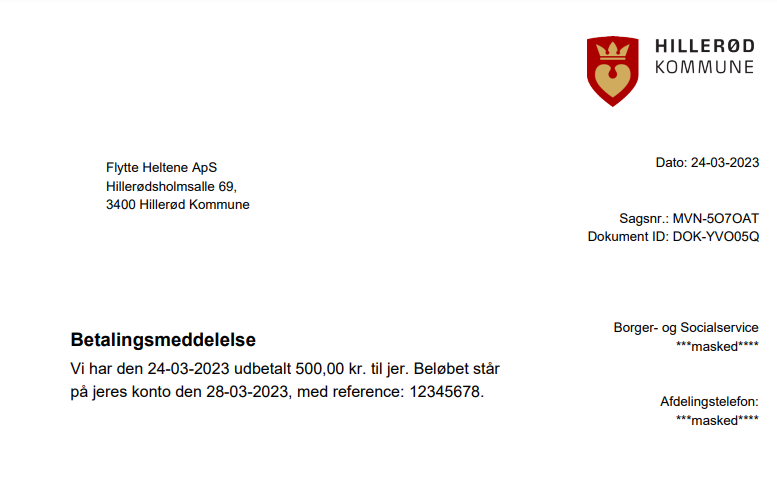 HILLERØD
KOMMUNE
Flytte Heltene ApS
Hillerødsholmsalle 69,
3400 Hillerød Kommune
Dato: 24-03-2023
Sagsnr.: MVN-5O7OAT
Dokument ID: DOK-YVO05Q
Borger- og Socialservice
***masked****
Afdelingstelefon:
***masked****
Betalingsmeddelelse
Vi har den 24-03-2023 udbetalt 500,00 kr. til jer. Beløbet står
på jeres konto den 28-03-2023, med reference: 12345678.